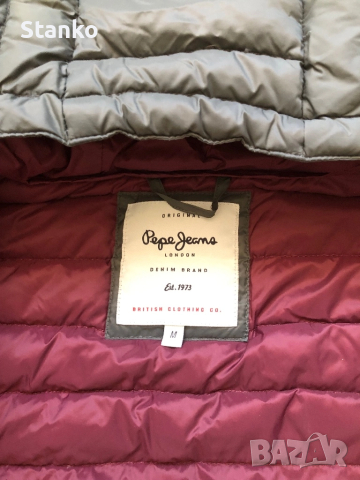 Stanko
ORIGINAL
Pepe Jeans
LONDON
DENIM BRAND
Est. 1973
BRITISH CLOTHING CO.
M
BAZAR